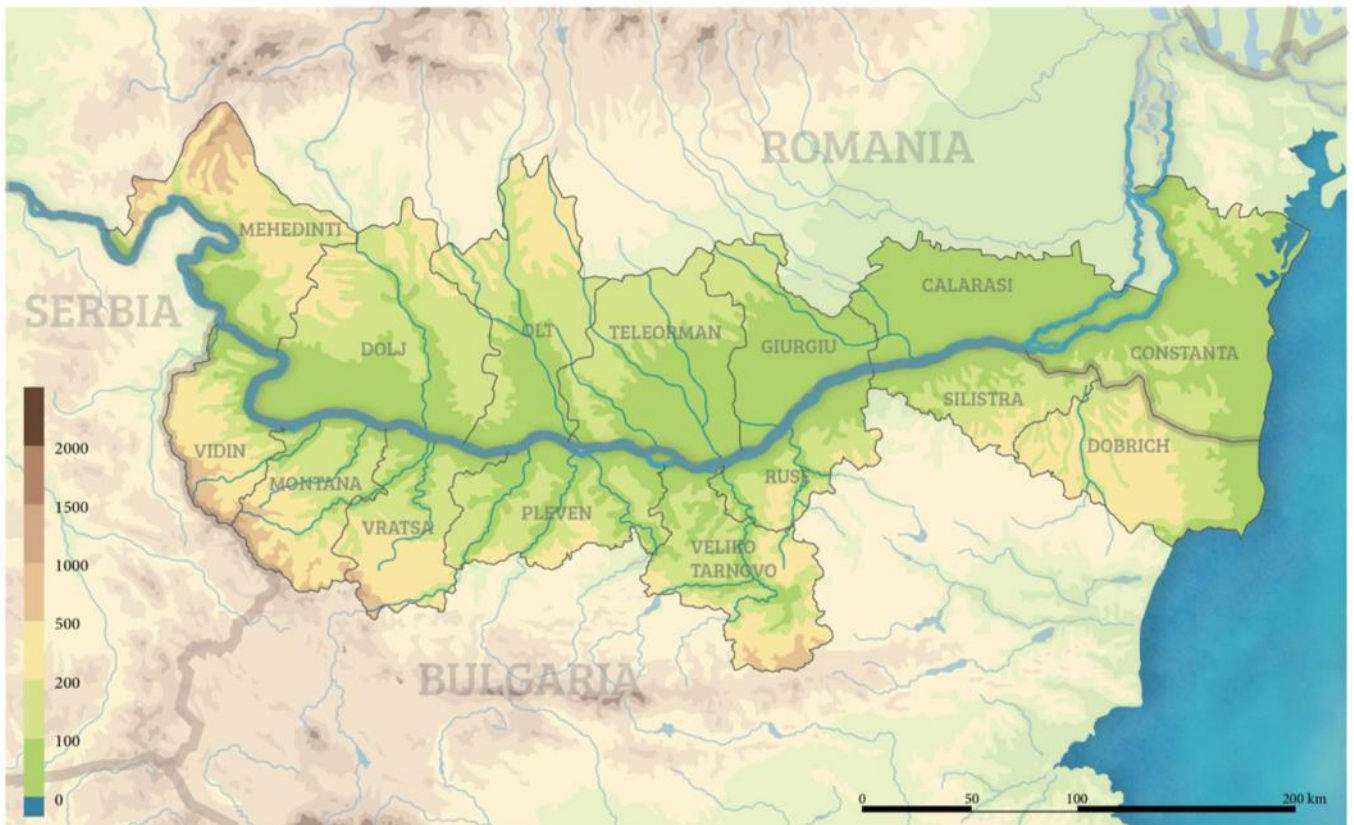 ROMANIA
MEHEDINTI
CALARASI
SERBIA
OLT
TELEORMAN
DOLJ
GIURGIU
CONSTANTA
SILISTRA
VIDIN
DOBRICH
MONTANA
RUSE
PLEVEN
VRATSA
VELIKO
TARNOVO
BULGARIA
2000
1500
1000
500
200
100
0
0 50 100 200 km